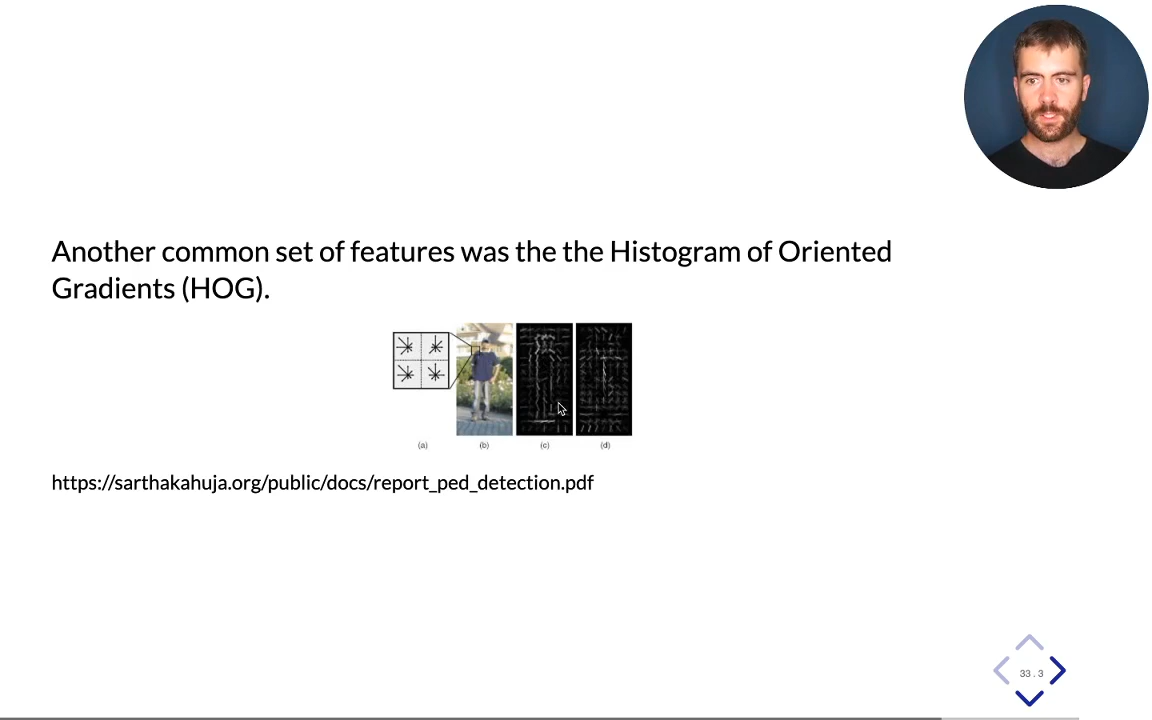 Another common set of features was the the Histogram of Oriented
Gradients (HOG).
(a) (b) (c) (d)
https://sarthakahuja.org/public/docs/report_ped_detection.pdf
33.3